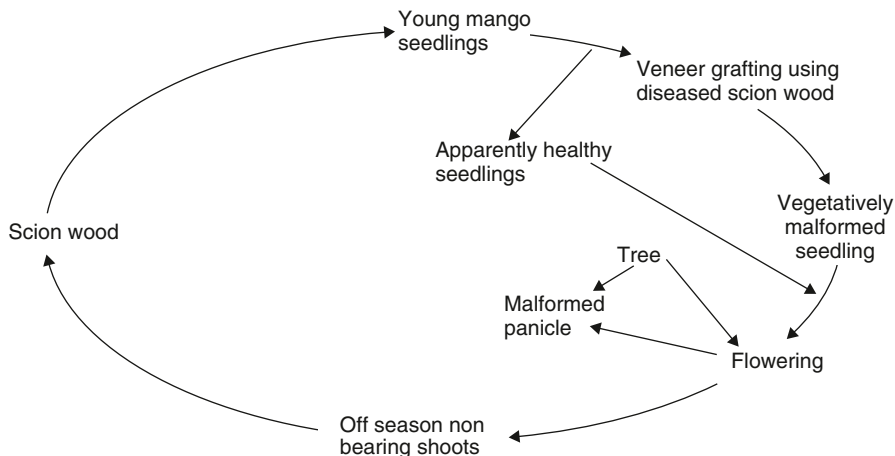 Young mango
seedlings
Veneer grafting using
diseased scion wood
Apparently healthy
seedlings
Vegetatively
malformed
seedling
Scion wood
Tree
Malformed
panicle
Flowering
Off season non
bearing shoots